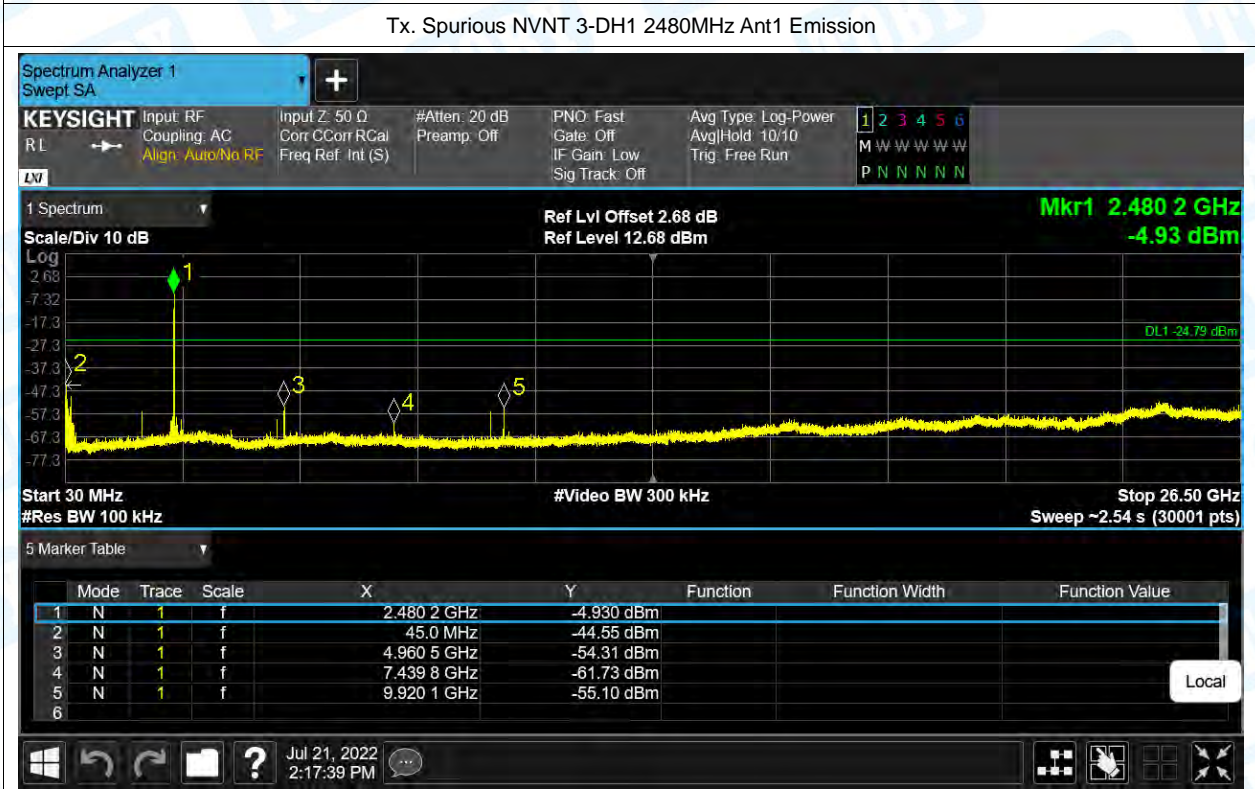 Tx. Spurious NVNT 3-DH1 2480MHz Ant1 Emission
Spectrum Analyzer 1
Swept SA
+
KEYSIGHT Input: RF Input Z: 50 Ω #Atten: 20 dB PNO: Fast Avg Type: Log-Power 1 2 3 4 5 6
RL Coupling: AC Corr CCorr RCal Preamp: Off Gate: Off Avg|Hold: 10/10 M W W W W W
Align: Auto/No RF Freq Ref: Int (S) IF Gain: Low Trig: Free Run
LXI Sig Track: Off P N N N N N N
1 Spectrum Ref Lvl Offset 2.68 dB Mkr1 2.480 2 GHz
Scale/Div 10 dB Ref Level 12.68 dBm -4.93 dBm
Log
2.68 1
-7.32
-17.3
DL1 -24.79 dBm
-27.3
-37.3 2
-47.3 3 5
-57.3 4
-67.3
-77.3
Start 30 MHz #Video BW 300 kHz Stop 26.50 GHz
#Res BW 100 kHz Sweep ~2.54 s (30001 pts)
5 Marker Table
Mode Trace Scale X Y Function Function Width Function Value
1 N 1 f 2.480 2 GHz -4.930 dBm
2 N 1 f 45.0 MHz -44.55 dBm
3 N 1 f 4.960 5 GHz -54.31 dBm
4 N 1 f 7.439 8 GHz -61.73 dBm
5 N 1 f 9.920 1 GHz -55.10 dBm
6
Local
? Jul 21, 2022
2:17:39 PM